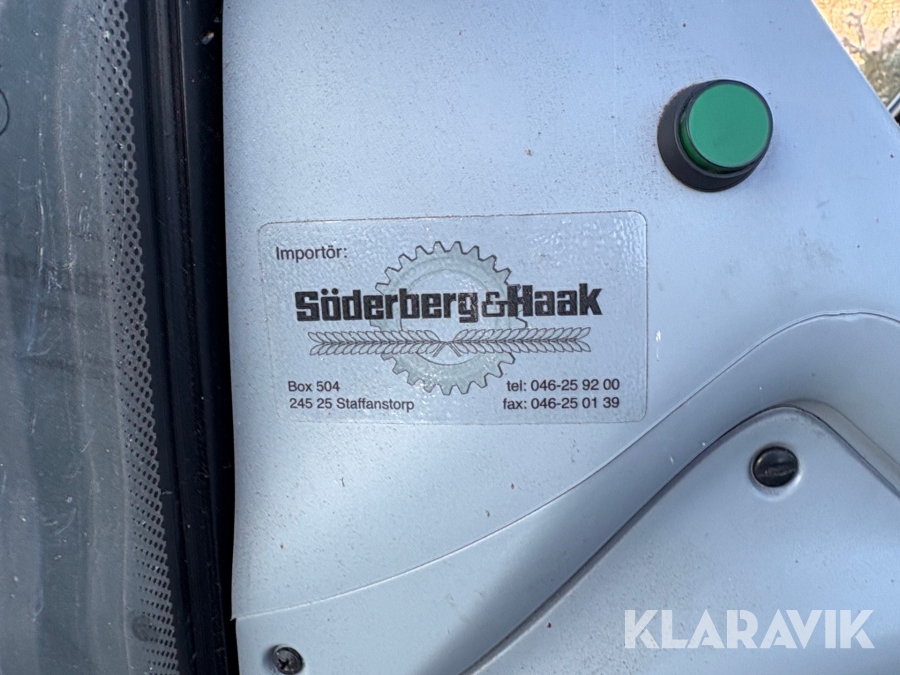 Importör:
Söderberg&Haak
Box 504
245 25 Staffanstorp
tel: 046-25 92 00
fax: 046-25 01 39
KLARAVIK